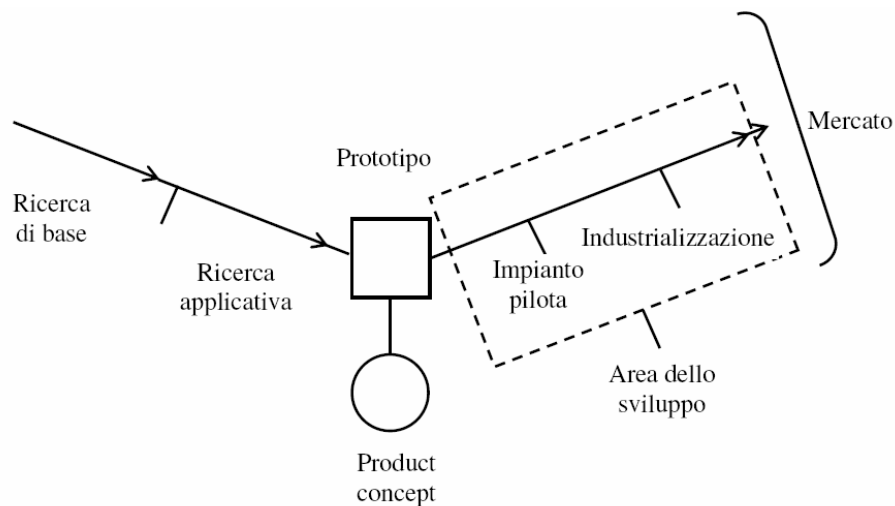 Ricerca
di base
Ricerca
applicativa
Prototipo
Product
concept
Impianto
pilota
Industrializzazione
Area dello
sviluppo
Mercato